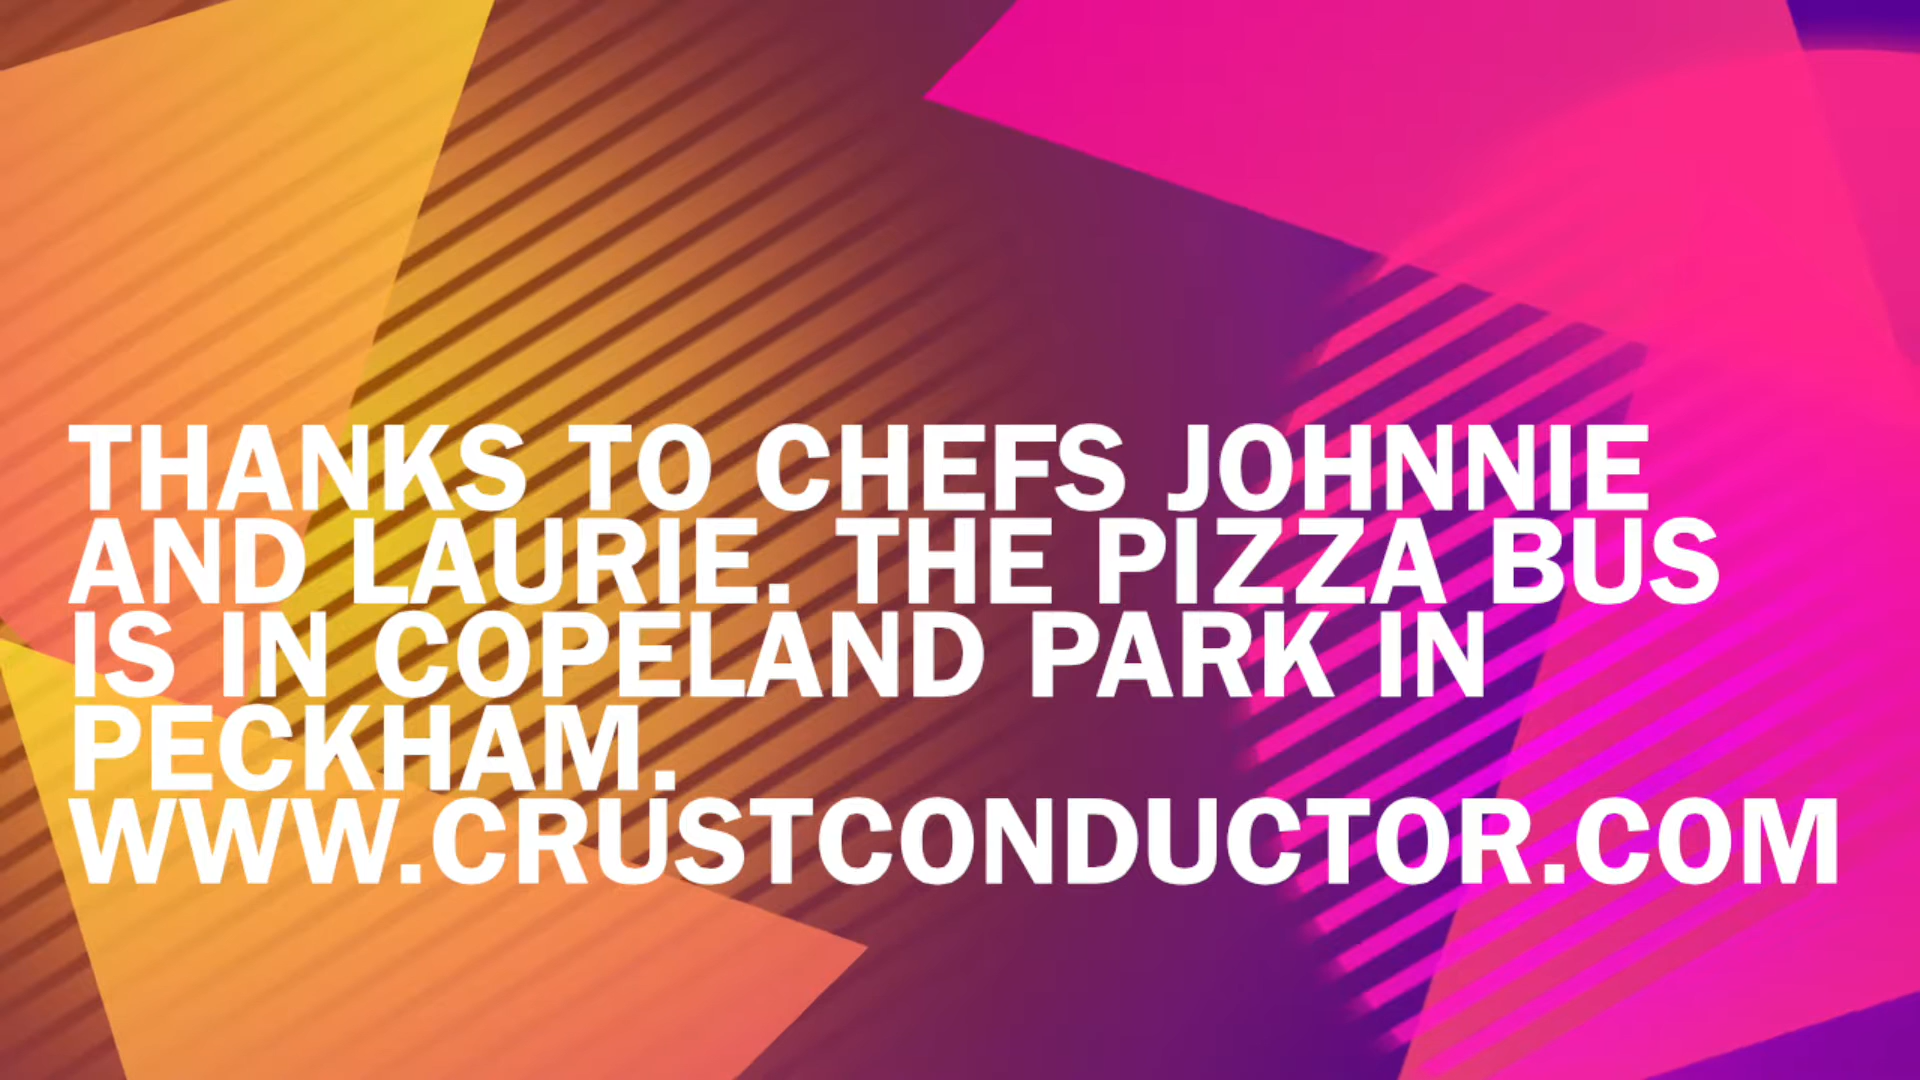 THANKS TO CHEFS JOHNNIE
AND LAURIE. THE PIZZA BUS
IS IN COPELAND PARK IN
PECKHAM.
WWW.CRUSTCONDUCTOR.COM